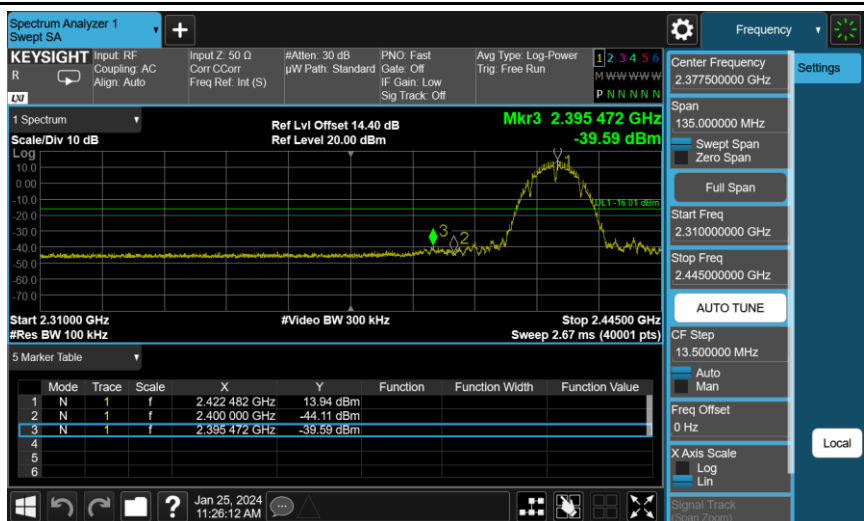 Spectrum Analyzer 1
Swept SA
+
Frequency
KEYSIGHT
R
LXI
Input: RF
Coupling: AC
Align: Auto
Input Z: 50 Ω
Corr CCorr
Freq Ref: Int (S)
#Atten: 30 dB
µW Path: Standard
PNO: Fast
Gate: Off
IF Gain: Low
Sig Track: Off
Avg Type: Log-Power
Trig: Free Run
1 2 3 4 5 6
M W W W W W
P N N N N N
1 Spectrum
Scale/Div 10 dB
Ref Lvl Offset 14.40 dB
Ref Level 20.00 dBm
Mkr3 2.395 472 GHz
-39.59 dBm
Log
10.0
0.00
-10.0
-20.0
-30.0
-40.0
-50.0
-60.0
-70.0
1
DL1 -16.01 dBm
3
2
Start 2.31000 GHz
#Res BW 100 kHz
#Video BW 300 kHz
Stop 2.44500 GHz
Sweep 2.67 ms (40001 pts)
5 Marker Table
Mode Trace Scale X Y Function Function Width Function Value
1 N 1 f 2.422 482 GHz 13.94 dBm
2 N 1 f 2.400 000 GHz -44.11 dBm
3 N 1 f 2.395 472 GHz -39.59 dBm
4
5
6
?
Jan 25, 2024
11:26:12 AM
Center Frequency
2.377500000 GHz
Settings
Span
135.000000 MHz
Swept Span
Zero Span
Full Span
Start Freq
2.310000000 GHz
Stop Freq
2.445000000 GHz
AUTO TUNE
CF Step
13.500000 MHz
Auto
Man
Freq Offset
0 Hz
Local
X Axis Scale
Log
Lin
Signal Track
(Span Zoom)